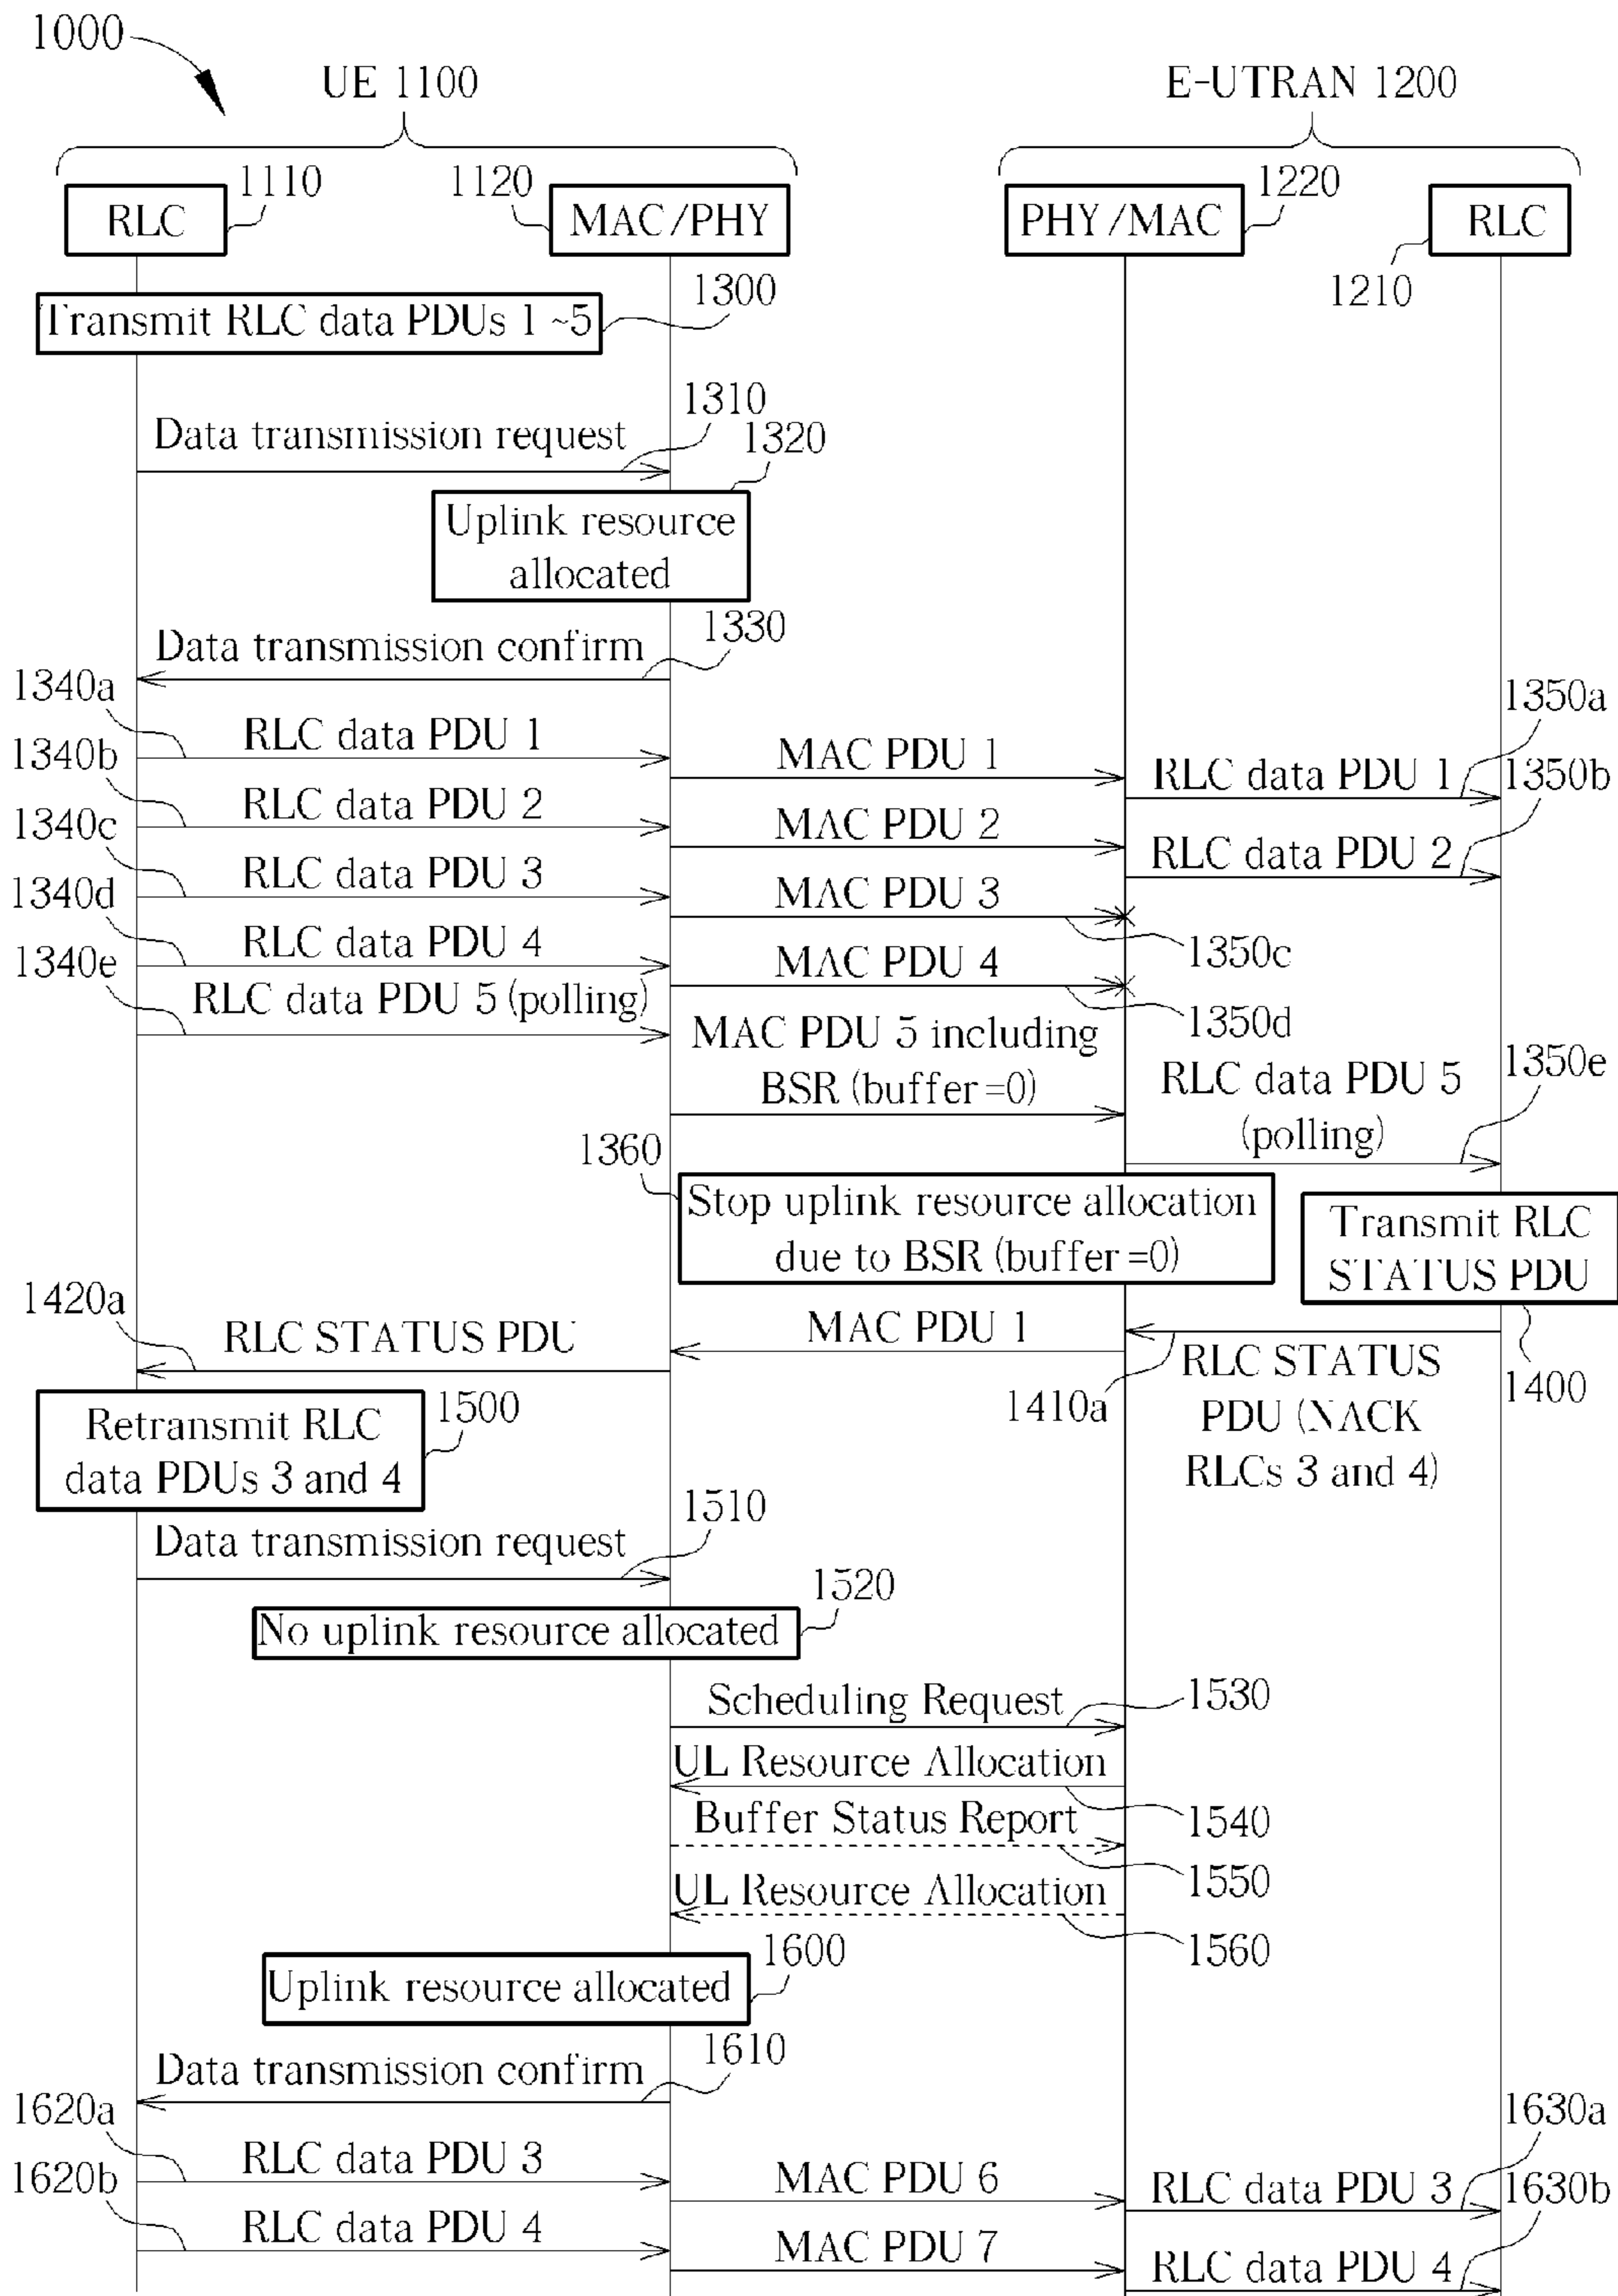 1000
UE 1100
E-UTRAN 1200
1110
1120
1220
RLC
MAC/PHY
PHY/MAC
RLC
1300
1210
Transmit RLC data PDUs 1 ~5
1310
Data transmission request
1320
Uplink resource
allocated
1330
Data transmission confirm
1340a
1350a
RLC data PDU 1
MAC PDU 1
RLC data PDU 1
1340b
1350b
RLC data PDU 2
MAC PDU 2
RLC data PDU 2
1340c
RLC data PDU 3
MAC PDU 3
1340d
1350c
RLC data PDU 4
MAC PDU 4
1340e
1350d
RLC data PDU 5 (polling)
MAC PDU 5 including
BSR (buffer=0)
1350e
RLC data PDU 5
(polling)
1360
Stop uplink resource allocation
due to BSR (buffer=0)
Transmit RLC
STATUS PDU
1420a
RLC STATUS PDU
MAC PDU 1
1410a
RLC STATUS
PDU (NACK
RLCs 3 and 4)
1400
Retransmit RLC
data PDUs 3 and 4
1500
1510
Data transmission request
1520
No uplink resource allocated
Scheduling Request
1530
UL Resource Allocation
1540
Buffer Status Report
1550
UL Resource Allocation
1560
1600
Uplink resource allocated
1610
Data transmission confirm
1620a
1630a
RLC data PDU 3
MAC PDU 6
RLC data PDU 3
1620b
1630b
RLC data PDU 4
MAC PDU 7
RLC data PDU 4